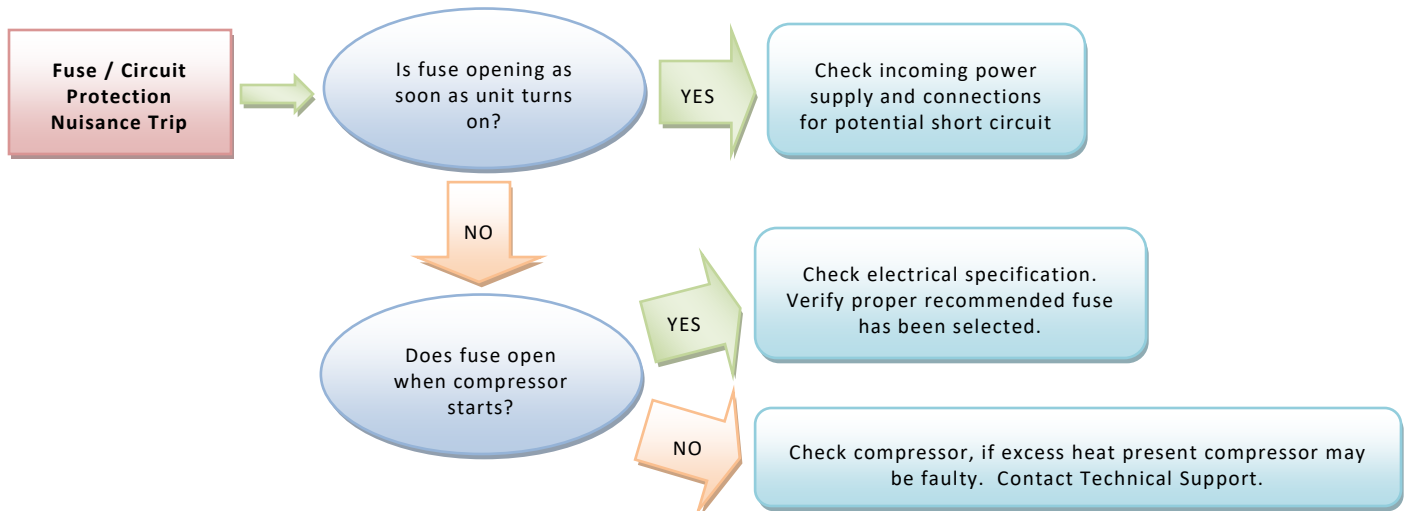 Fuse / Circuit
Protection
Nuisance Trip
Is fuse opening as
soon as unit turns
on?
YES
Check incoming power
supply and connections
for potential short circuit
NO
Does fuse open
when compressor
starts?
YES
Check electrical specification.
Verify proper recommended fuse
has been selected.
NO
Check compressor, if excess heat present compressor may
be faulty. Contact Technical Support.